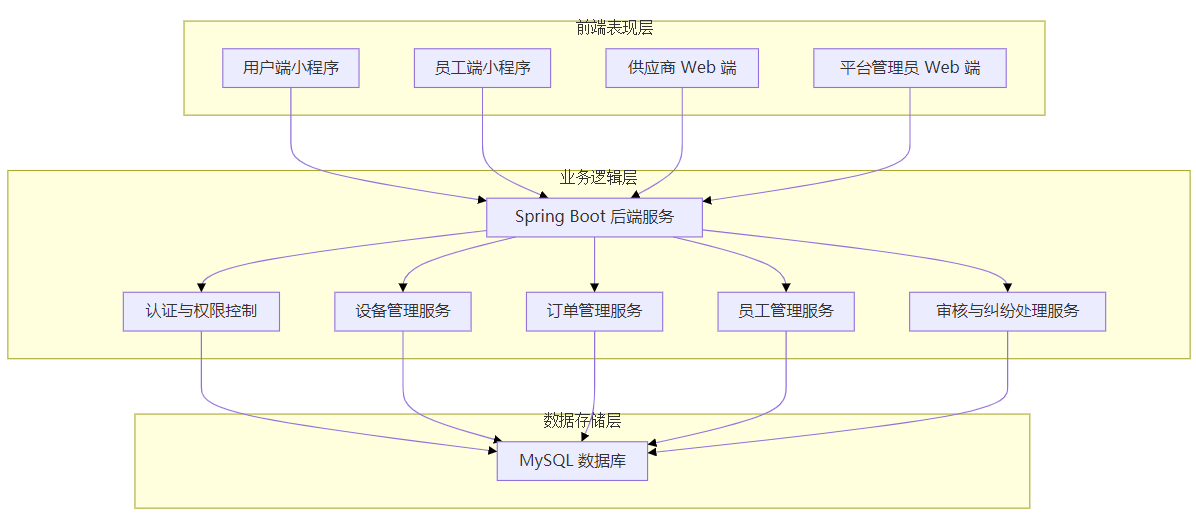 前端表现层
用户端小程序
员工端小程序
供应商 Web 端
平台管理员 Web 端
业务逻辑层
Spring Boot 后端服务
认证与权限控制
设备管理服务
订单管理服务
员工管理服务
审核与纠纷处理服务
数据存储层
MySQL 数据库